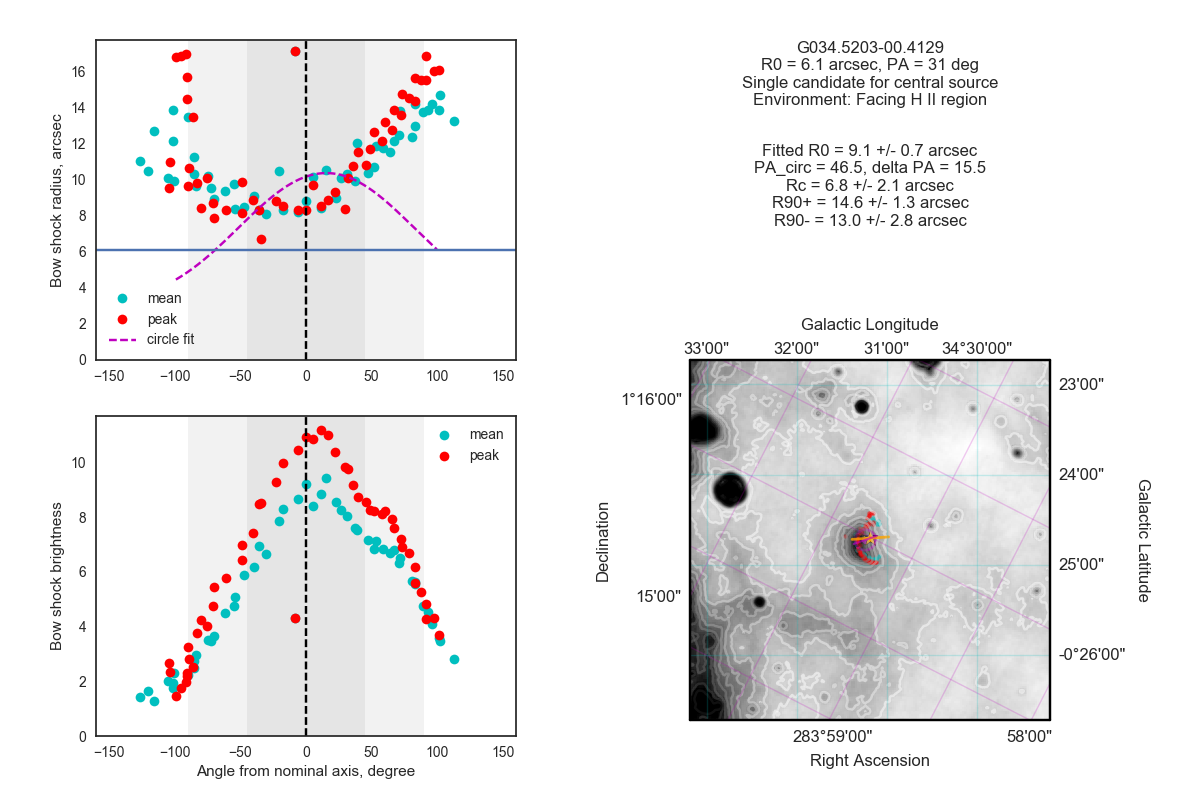 Bow shock radius, arcsec
16
14
12
10
8
6
4
2
0
mean
peak
circle fit
−150 −100 −50 0 50 100 150
Bow shock brightness
10
8
6
4
2
0
mean
peak
−150 −100 −50 0 50 100 150
Angle from nominal axis, degree
G034.5203-00.4129
R0 = 6.1 arcsec, PA = 31 deg
Single candidate for central source
Environment: Facing H II region
Fitted R0 = 9.1 +/- 0.7 arcsec
PA_circ = 46.5, delta PA = 15.5
Rc = 6.8 +/- 2.1 arcsec
R90+ = 14.6 +/- 1.3 arcsec
R90- = 13.0 +/- 2.8 arcsec
Galactic Longitude
33'00" 32'00" 31'00" 34°30'00"
1°16'00"
15'00"
Declination
23'00"
24'00"
25'00"
-0°26'00"
Galactic Latitude
283°59'00" 58'00"
Right Ascension